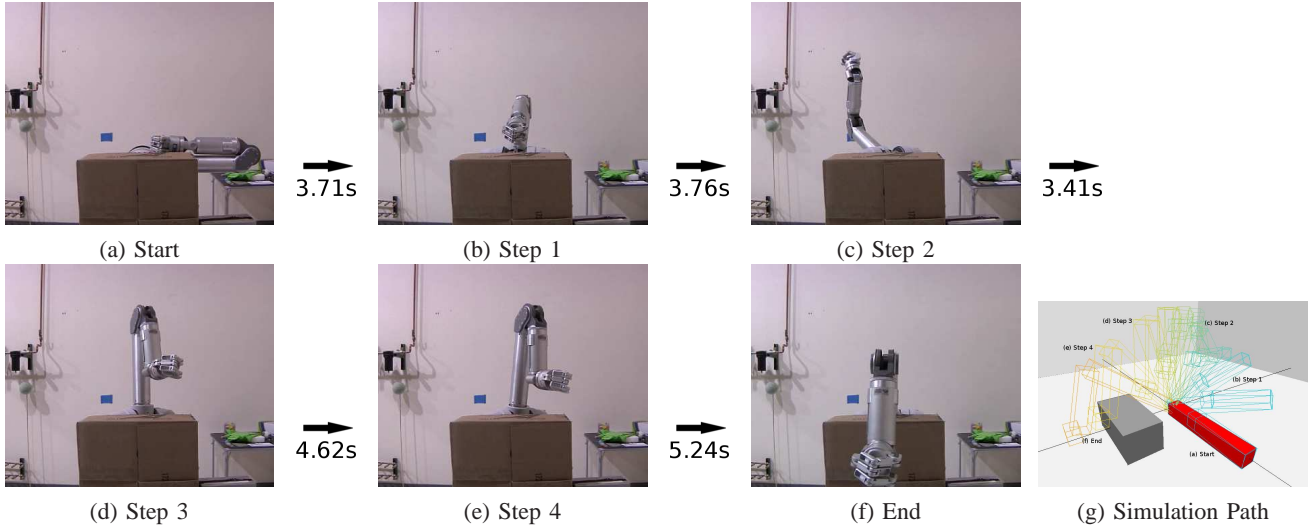 3.71s
3.76s
3.41s
(a) Start
(b) Step 1
(c) Step 2
4.62s
5.24s
(d) Step 3
(c) Step 2
(e) Step 4
(b) Step 1
(f) End
(a) Start
(d) Step 3
(e) Step 4
(f) End
(g) Simulation Path